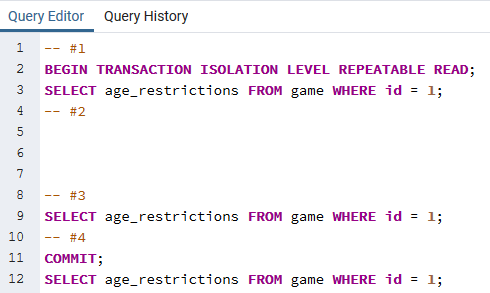 Query Editor Query History
1 -- #1
2 BEGIN TRANSACTION ISOLATION LEVEL REPEATABLE READ;
3 SELECT age_restrictions FROM game WHERE id = 1;
4 -- #2
5
6
7
8 -- #3
9 SELECT age_restrictions FROM game WHERE id = 1;
10 -- #4
11 COMMIT;
12 SELECT age_restrictions FROM game WHERE id = 1;